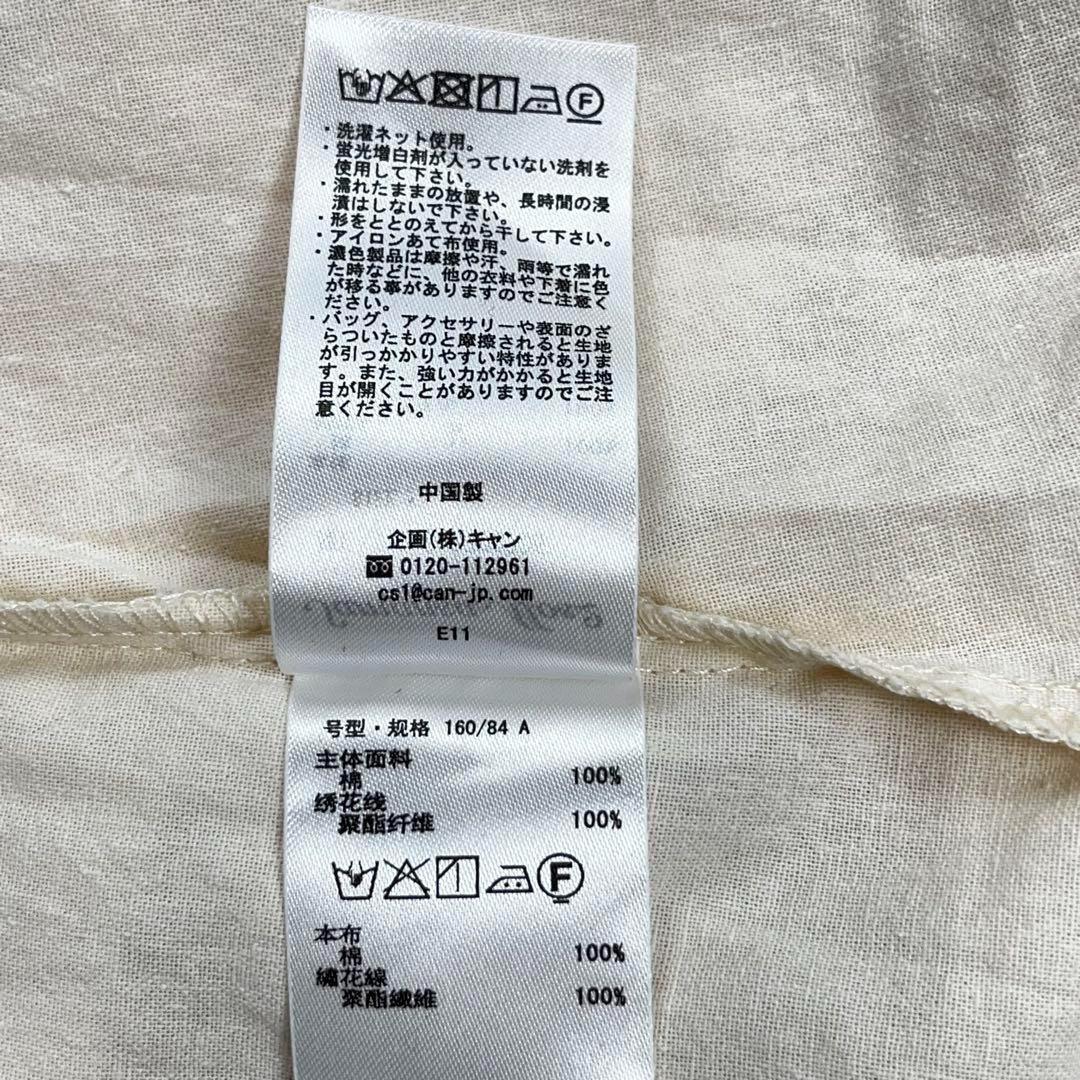 ・洗濯ネット使用。
・蛍光増白剤が入っていない洗剤を
使用して下さい。
・濡れたままの放置や、長時間の浸
漬はしないで下さい。
・形をととのえてから干して下さい。
・アイロンあて布使用。
・濃色製品は摩擦や汗、雨等で濡れ
た時などに、他の衣料や下着に色
が移る事がありますのでご注意く
ださい。
・バッグ、アクセサリーや表面のざ
らついたものと摩擦されると生地
が引っかかりやすい特性がありま
す。また、強い力がかかると生地
目が開くことがありますのでご注
意ください。
中国製
企画(株)キャン
0120-112961
cs1@can-jp.com
E11
号型・规格 160/84 A
主体面料
棉 100%
绣花线
聚酯纤维 100%
F
本布
棉 100%
繡花線
聚酯纖維 100%